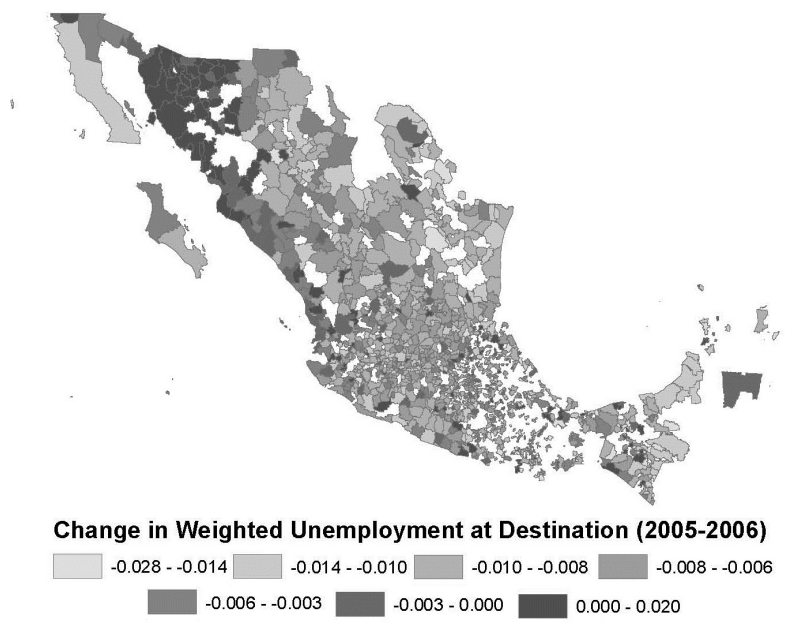 Change in Weighted Unemployment at Destination (2005-2006)
-0.028 - -0.014 -0.014 - -0.010 -0.010 - -0.008 -0.008 - -0.006
-0.006 - -0.003 -0.003 - 0.000 0.000 - 0.020